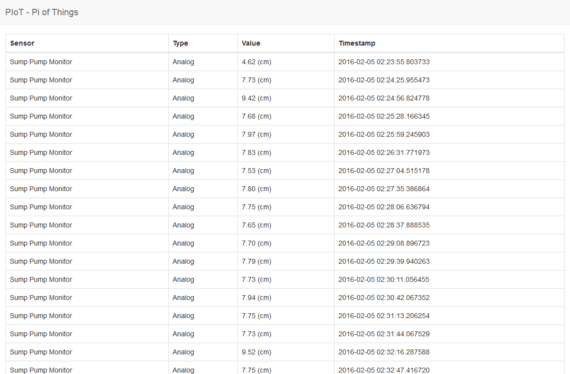 PIoT - Pi of Things
Sensor Type Value Timestamp
Sump Pump Monitor Analog 4.62 (cm) 2016-02-05 02:23:55.803733
Sump Pump Monitor Analog 7.73 (cm) 2016-02-05 02:24:25.955473
Sump Pump Monitor Analog 9.42 (cm) 2016-02-05 02:24:56.824778
Sump Pump Monitor Analog 7.68 (cm) 2016-02-05 02:25:28.166345
Sump Pump Monitor Analog 7.97 (cm) 2016-02-05 02:25:59.245903
Sump Pump Monitor Analog 7.83 (cm) 2016-02-05 02:26:31.771973
Sump Pump Monitor Analog 7.53 (cm) 2016-02-05 02:27:04.515178
Sump Pump Monitor Analog 7.80 (cm) 2016-02-05 02:27:35.386864
Sump Pump Monitor Analog 7.75 (cm) 2016-02-05 02:28:06.636794
Sump Pump Monitor Analog 7.65 (cm) 2016-02-05 02:28:37.888535
Sump Pump Monitor Analog 7.70 (cm) 2016-02-05 02:29:08.896723
Sump Pump Monitor Analog 7.79 (cm) 2016-02-05 02:29:39.940263
Sump Pump Monitor Analog 7.73 (cm) 2016-02-05 02:30:11.056455
Sump Pump Monitor Analog 7.94 (cm) 2016-02-05 02:30:42.067352
Sump Pump Monitor Analog 7.75 (cm) 2016-02-05 02:31:13.206254
Sump Pump Monitor Analog 7.73 (cm) 2016-02-05 02:31:44.067529
Sump Pump Monitor Analog 9.52 (cm) 2016-02-05 02:32:16.287588
Sump Pump Monitor Analog 7.75 (cm) 2016-02-05 02:32:47.416720